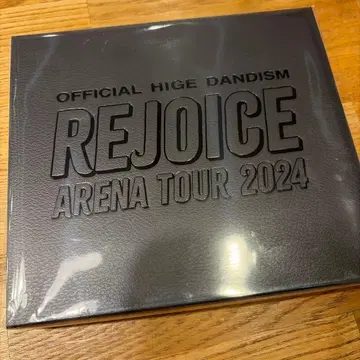 OFFICIAL HIGE DANDISM
REJOICE
ARENA TOUR 2024